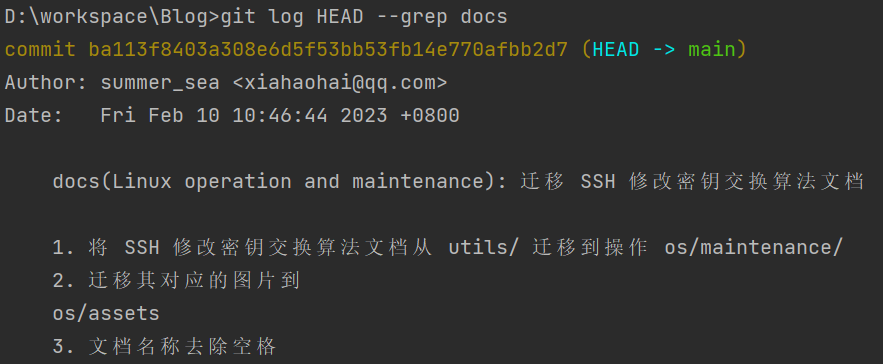 D:\workspace\Blog>git log HEAD --grep docs
commit ba113f8403a308e6d5f53bb53fb14e770afbb2d7 (HEAD -> main)
Author: summer_sea <xiahaohai@qq.com>
Date:   Fri Feb 10 10:46:44 2023 +0800
docs(Linux operation and maintenance): 迁移 SSH 修改密钥交换算法文档
1. 将 SSH 修改密钥交换算法文档从 utils/ 迁移到操作 os/maintenance/
2. 迁移其对应的图片到
os/assets
3. 文档名称去除空格